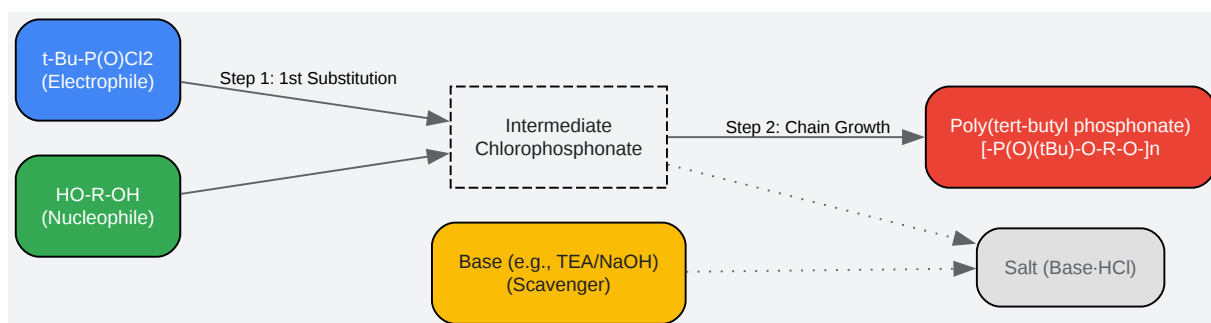 t-Bu-P(O)Cl2
(Electrophile)
Step 1: 1st Substitution
HO-R-OH
(Nucleophile)
Intermediate
Chlorophosphonate
Step 2: Chain Growth
Poly(tert-butyl phosphonate)
[-P(O)(tBu)-O-R-O-]n
Base (e.g., TEA/NaOH)
(Scavenger)
Salt (Base·HCl)